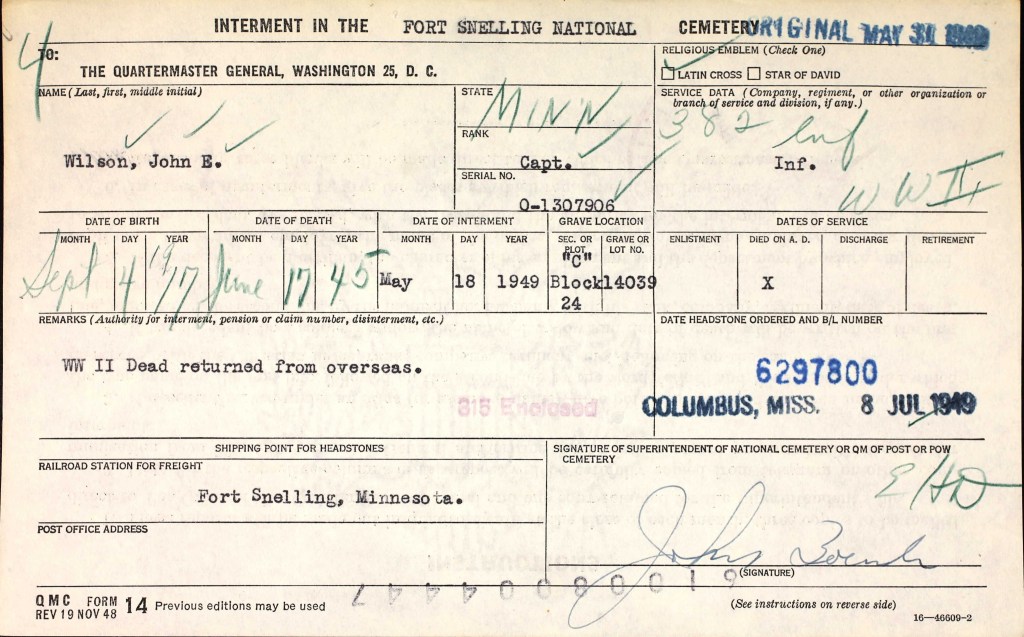 INTERMENT IN THE FORT SNELLING NATIONAL CEMETERY ORIGINAL MAY 31 1949
4
TO:
THE QUARTERMASTER GENERAL, WASHINGTON 25, D. C.
RELIGIOUS EMBLEM (Check One)
LATIN CROSS STAR OF DAVID
NAME (Last, first, middle initial)
Wilson, John E.
STATE
MINN
RANK
Capt.
SERIAL NO.
O-1307906
SERVICE DATA (Company, regiment, or other organization or
branch of service and division, if any.)
382 Inf
Inf.
WW II
DATE OF BIRTH DATE OF DEATH DATE OF INTERMENT GRAVE LOCATION DATES OF SERVICE
MONTH DAY YEAR MONTH DAY YEAR MONTH DAY YEAR SEC. OR PLOT GRAVE OR LOT NO. ENLISTMENT DIED ON A. D. DISCHARGE RETIREMENT
Sept 4 1917 June 17 45 May 18 1949 "C" Block 24 14039 X
REMARKS (Authority for interment, pension or claim number, disinterment, etc.)
WW II Dead returned from overseas.
315 Enclosed
DATE HEADSTONE ORDERED AND B/L NUMBER
6297800
COLUMBUS, MISS. 8 JUL 1949
SHIPPING POINT FOR HEADSTONES
RAILROAD STATION FOR FREIGHT
Fort Snelling, Minnesota.
POST OFFICE ADDRESS
SIGNATURE OF SUPERINTENDENT OF NATIONAL CEMETERY OR QM OF POST OR POW
CEMETERY
John
(SIGNATURE)
QMC FORM 14
REV 19 NOV 48
Previous editions may be used
(See instructions on reverse side)
16—46609-2